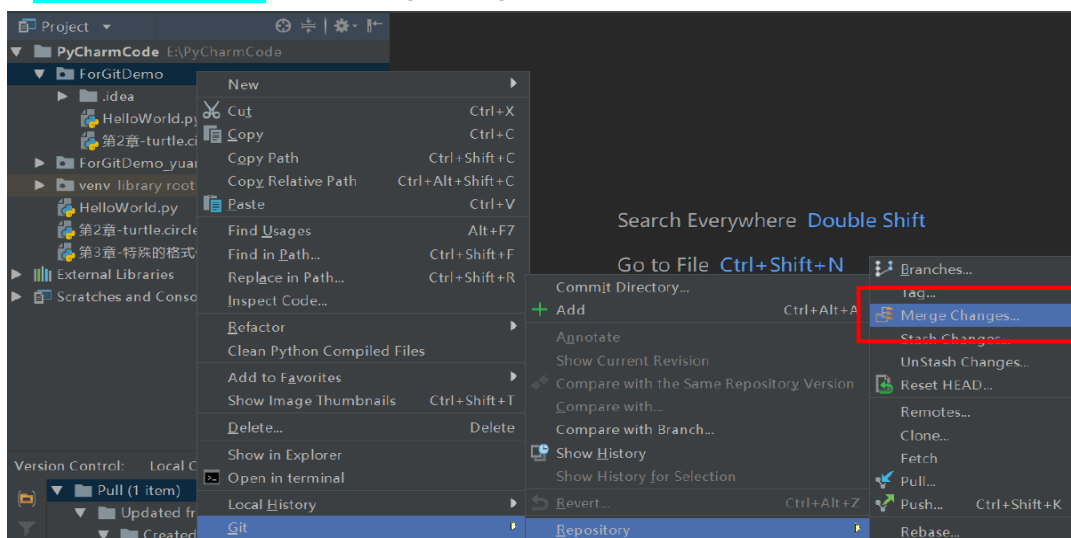 Project
PyCharmCode E:\PyCharmCode
ForGitDemo
.idea
HelloWorld.py
第2章-turtle.ci
ForGitDemo_yua
venv library root
HelloWorld.py
第2章-turtle.circle
第3章-特殊的格式
External Libraries
Scratches and Conso
New
Cut Ctrl+X
Copy Ctrl+C
Copy Path Ctrl+Shift+C
Copy Relative Path Ctrl+Alt+Shift+C
Paste Ctrl+V
Find Usages Alt+F7
Find in Path... Ctrl+Shift+F
Replace in Path... Ctrl+Shift+R
Inspect Code...
Refactor
Clean Python Compiled Files
Add to Favorites
Show Image Thumbnails Ctrl+Shift+T
Delete... Delete
Show in Explorer
Open in terminal
Local History
Git
Search Everywhere Double Shift
Go to File Ctrl+Shift+N
Commit Directory...
Add Ctrl+Alt+A
Annotate
Show Current Revision
Compare with the Same Repository Version
Compare with...
Compare with Branch...
Show History
Show History for Selection
Revert... Ctrl+Alt+Z
Repository
Branches...
Tag...
Merge Changes...
Stash Changes...
UnStash Changes...
Reset HEAD...
Remotes...
Clone...
Fetch
Pull...
Push... Ctrl+Shift+K
Rebase...
Version Control: Local C
Pull (1 item)
Updated fr
Created